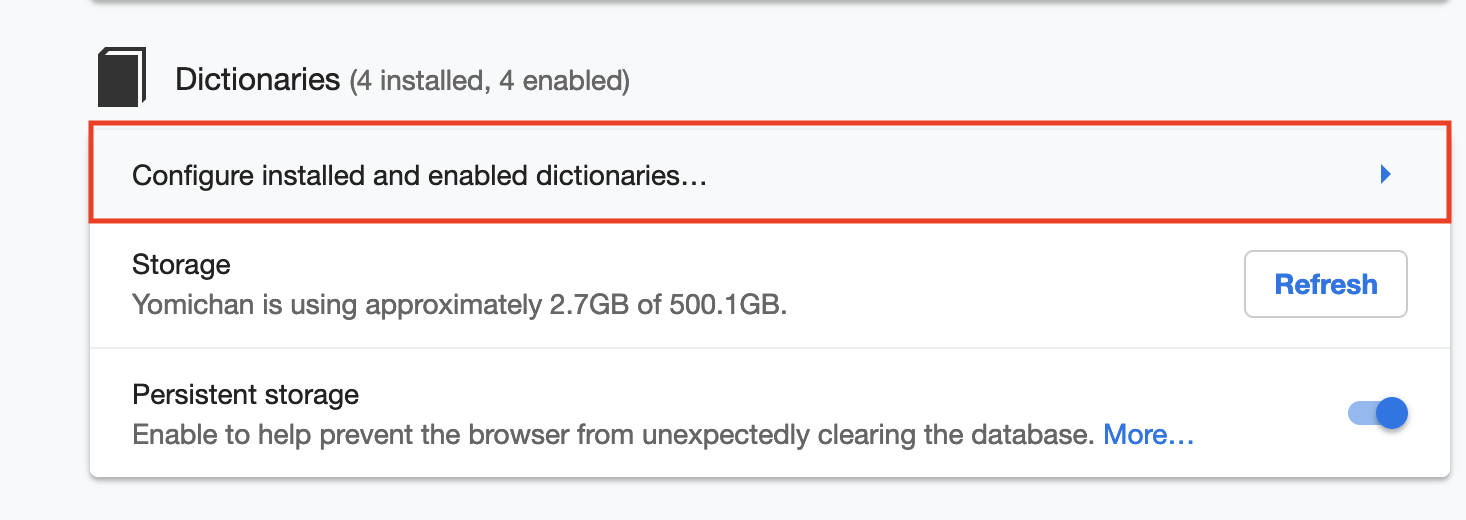 Dictionaries (4 installed, 4 enabled)
Configure installed and enabled dictionaries…
Storage
Yomichan is using approximately 2.7GB of 500.1GB.
Refresh
Persistent storage
Enable to help prevent the browser from unexpectedly clearing the database. More…